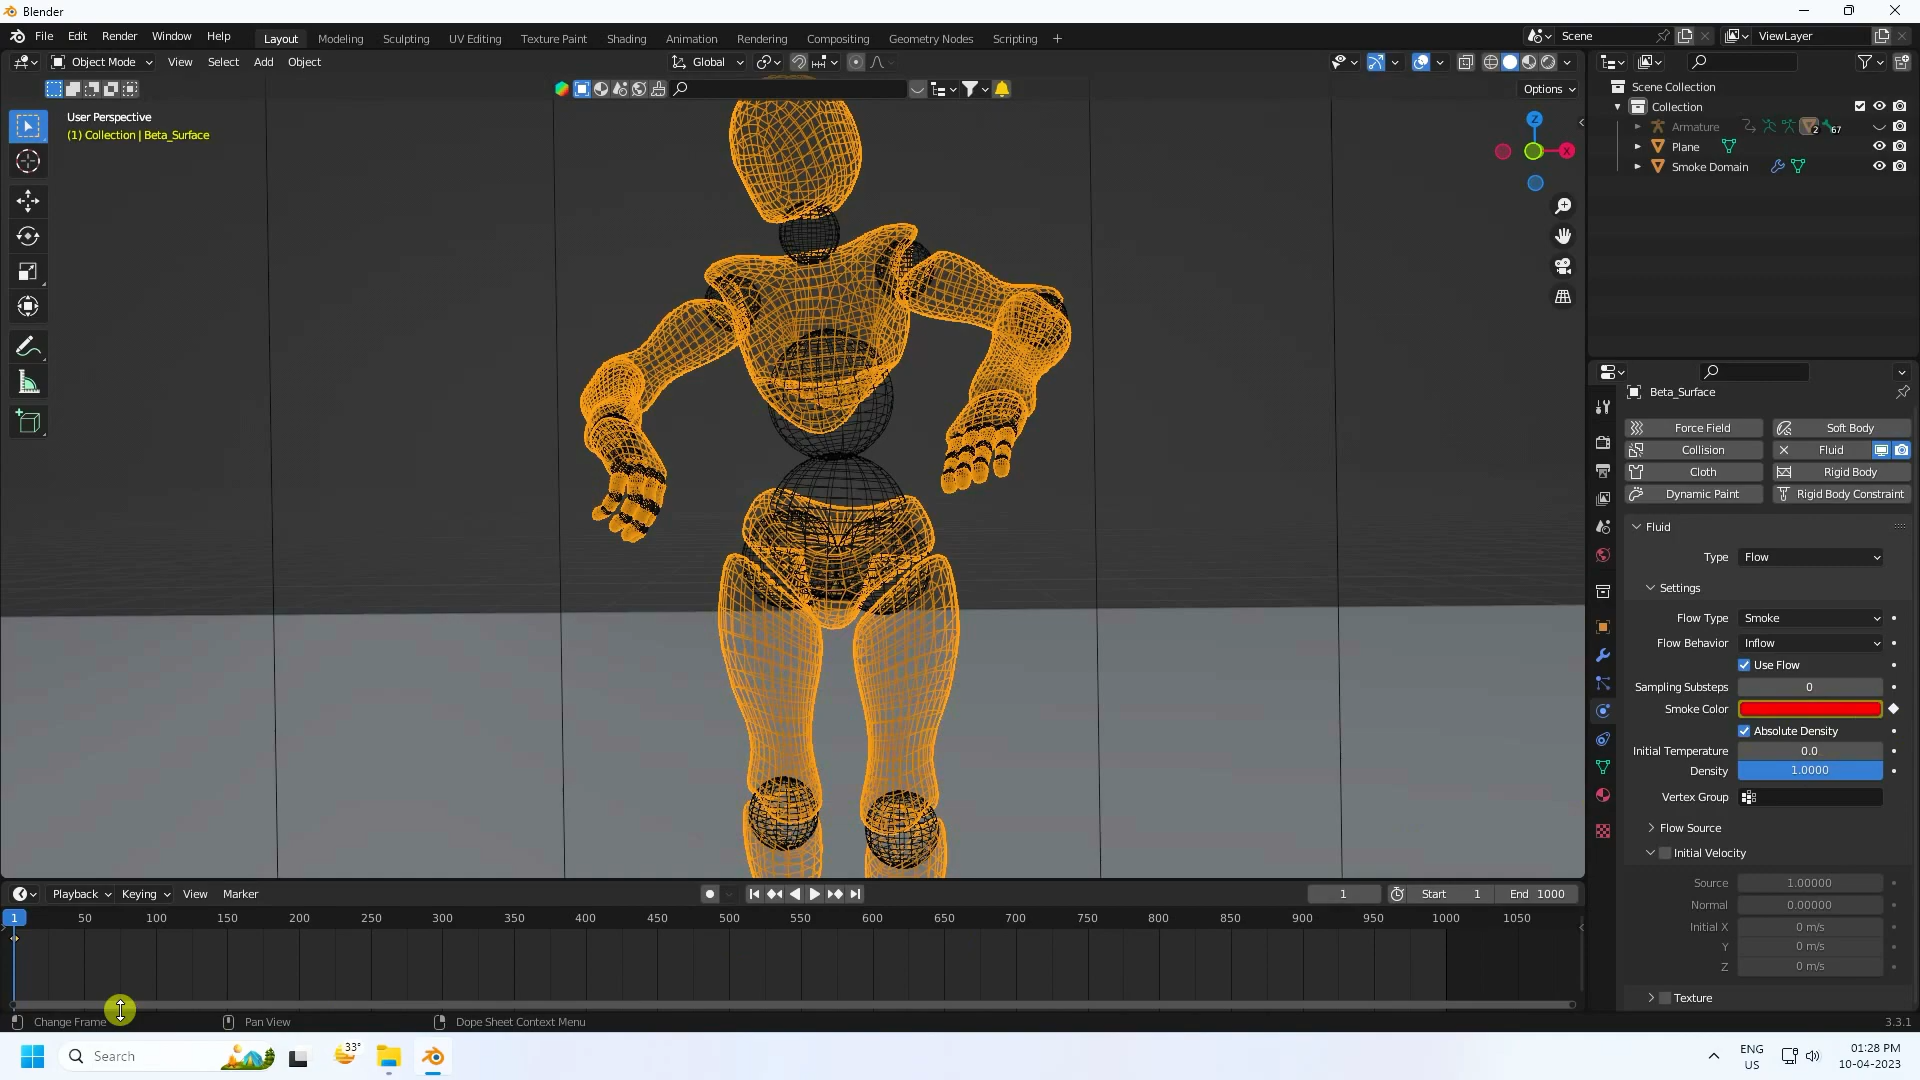 Blender
File Edit Render Window Help Layout Modeling Sculpting UV Editing Texture Paint Shading Animation Rendering Compositing Geometry Nodes Scripting + Scene ViewLayer
Object Mode View Select Add Object Global
Options
User Perspective
(1) Collection | Beta_Surface
Z
X
Scene Collection
Collection
Armature 2 67
Plane
Smoke Domain
Beta_Surface
Force Field Soft Body
Collision Fluid
Cloth Rigid Body
Dynamic Paint Rigid Body Constraint
Fluid
Type Flow
Settings
Flow Type Smoke
Flow Behavior Inflow
Use Flow
Sampling Substeps 0
Smoke Color
Absolute Density
Initial Temperature 0.0
Density 1.0000
Vertex Group
Flow Source
Initial Velocity
Source 1.00000
Normal 0.00000
Initial X 0 m/s
Y 0 m/s
Z 0 m/s
Texture
Playback Keying View Marker 1 Start 1 End 1000
1 50 100 150 200 250 300 350 400 450 500 550 600 650 700 750 800 850 900 950 1000 1050
Change Frame Pan View Dope Sheet Context Menu 3.3.1
Search 33° ENG US 01:28 PM
10-04-2023